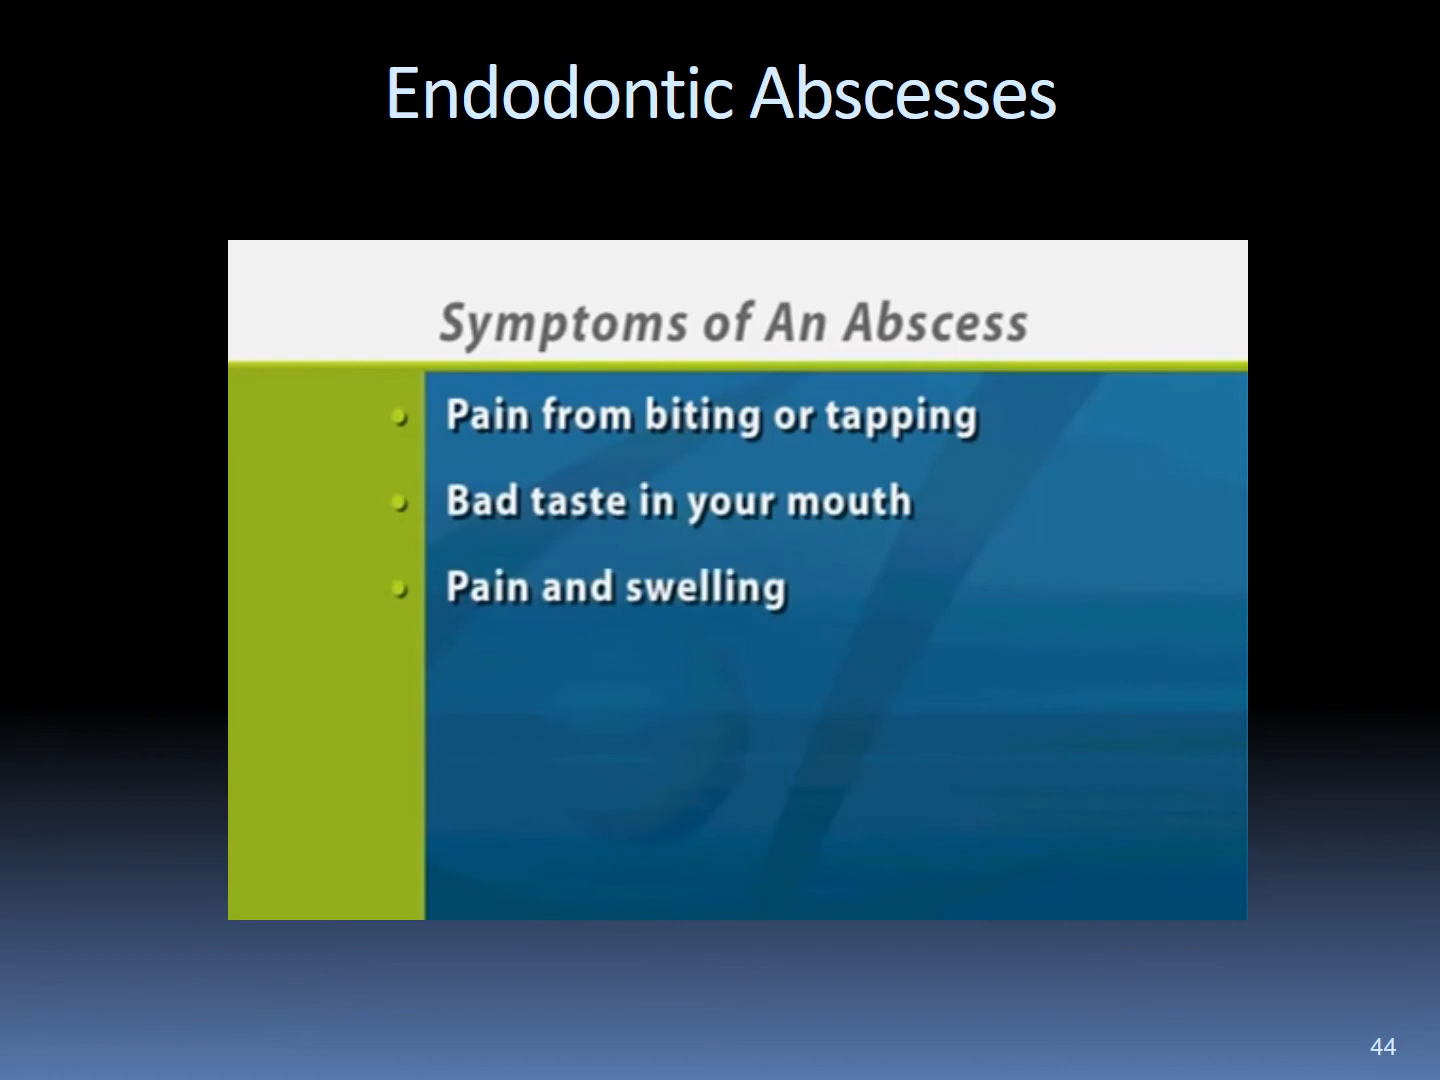 Endodontic Abscesses
Symptoms of An Abscess
• Pain from biting or tapping
• Bad taste in your mouth
• Pain and swelling
44